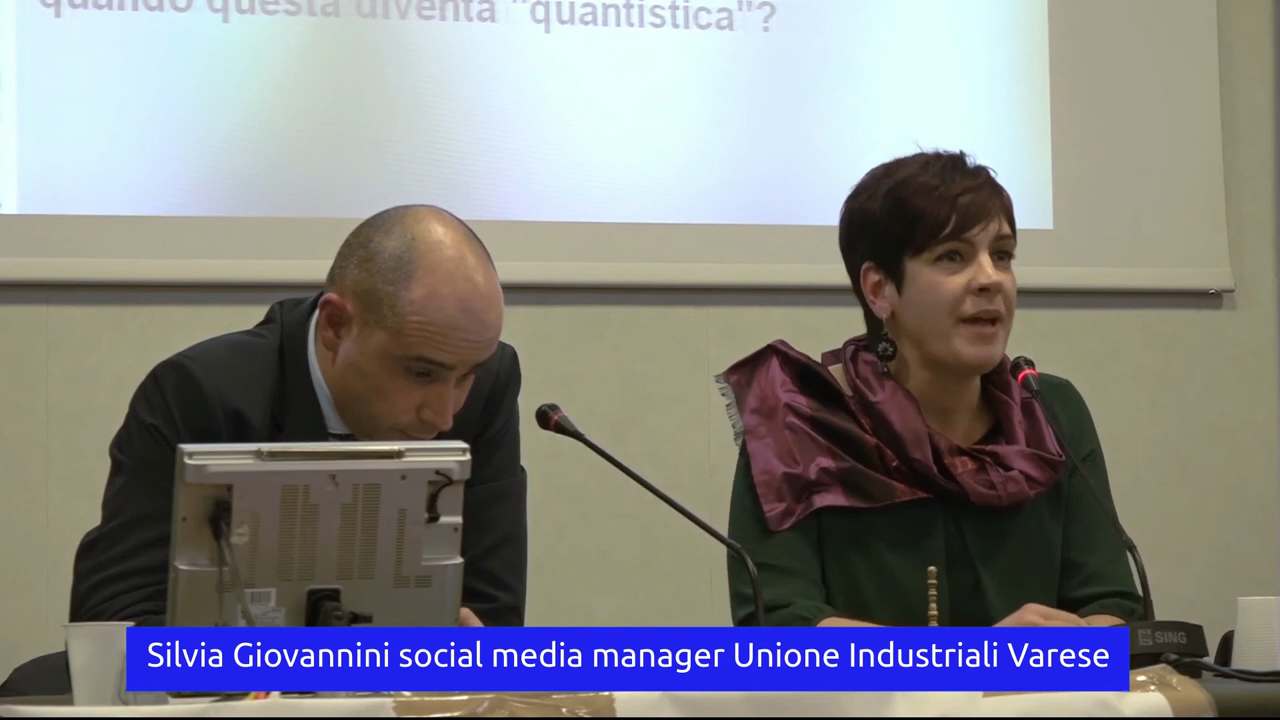 quando questa diventa "quantistica"?
SING
Silvia Giovannini social media manager Unione Industriali Varese